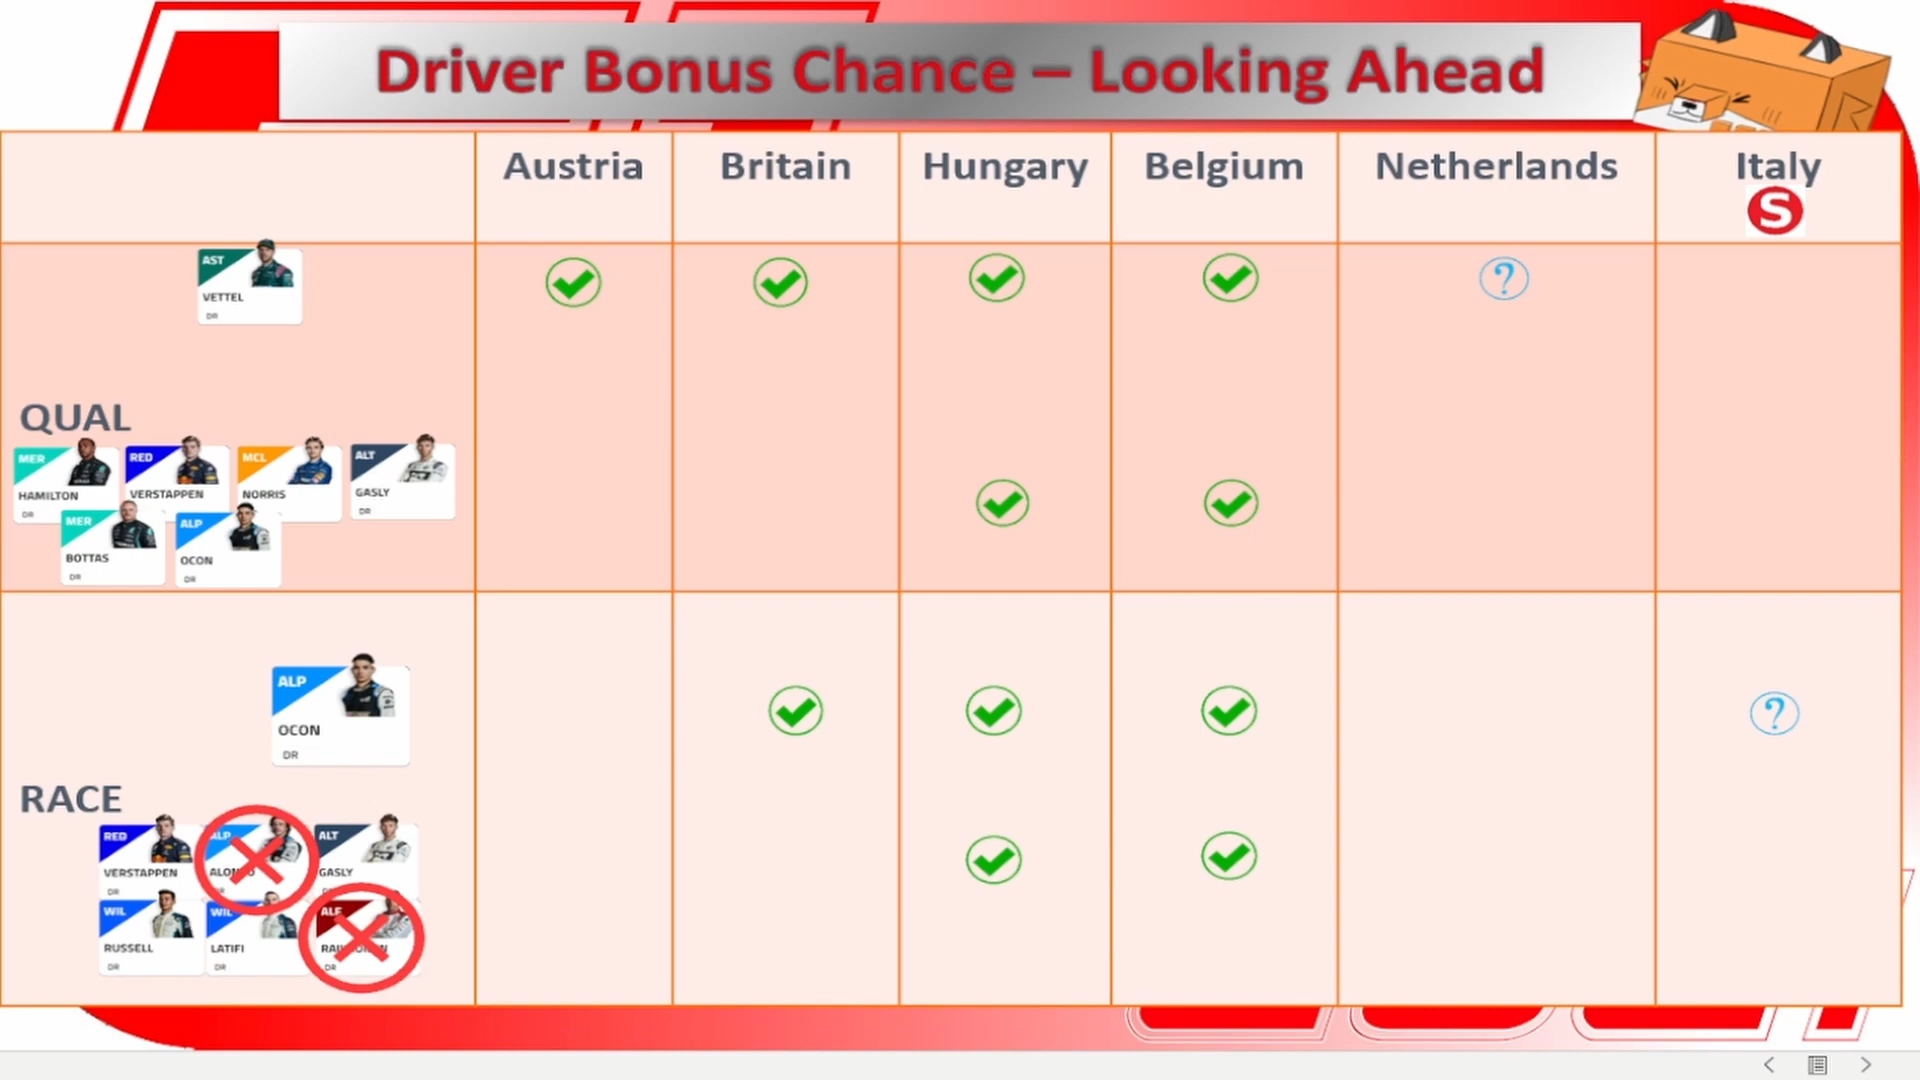 Driver Bonus Chance – Looking Ahead
Austria Britain Hungary Belgium Netherlands Italy
S
AST
VETTEL
DR
? 
QUAL
MER RED MCL ALT
HAMILTON VERSTAPPEN NORRIS GASLY
DR DR
MER ALP
BOTTAS OCON
DR DR
ALP
OCON
DR
?
RACE
RED ALP ALT
VERSTAPPEN GASLY
DR DR
WIL WIL ALF
RUSSELL LATIFI
DR DR DR